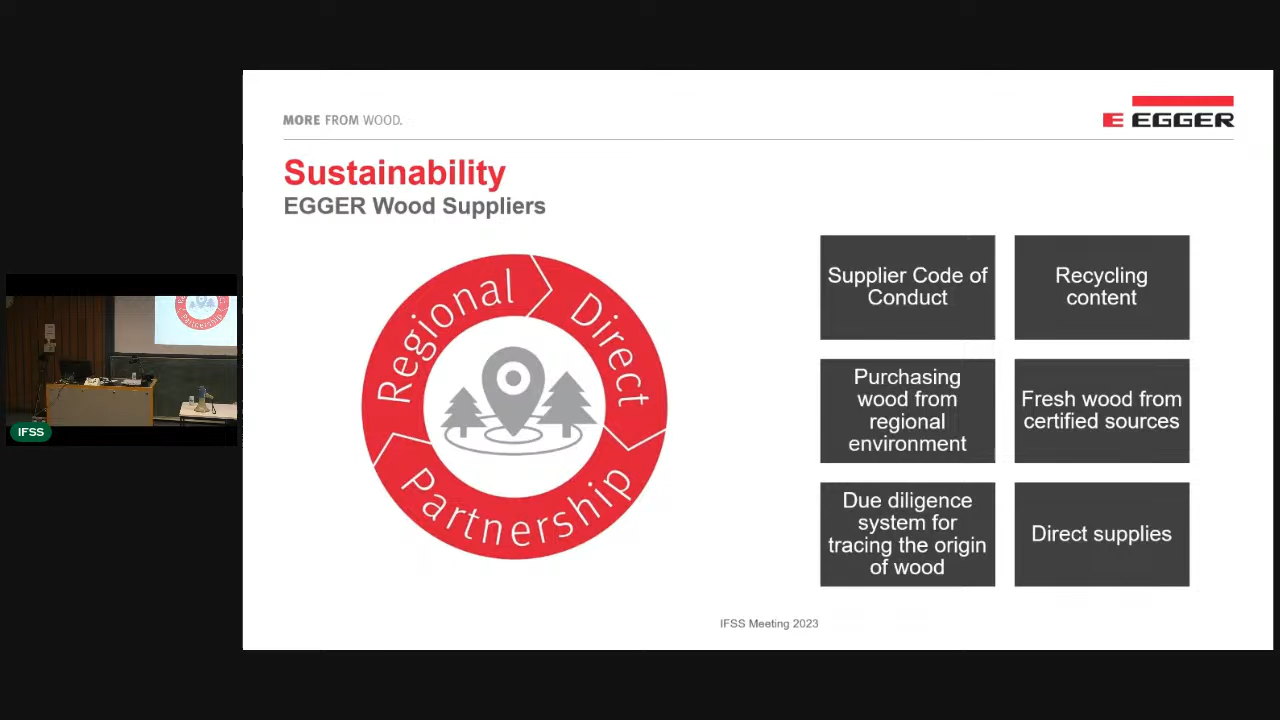 MORE FROM WOOD.
E EGGER
Sustainability
EGGER Wood Suppliers
Regional
Direct
Partnership
Supplier Code of
Conduct
Recycling
content
Purchasing
wood from
regional
environment
Fresh wood from
certified sources
Due diligence
system for
tracing the origin
of wood
Direct supplies
IFSS Meeting 2023
IFSS